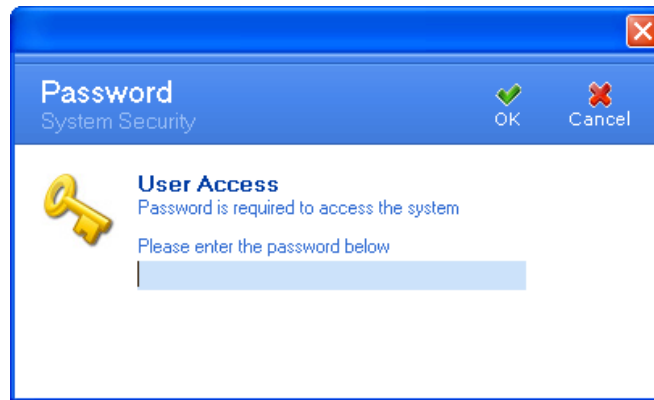 Password
System Security
OK
Cancel
User Access
Password is required to access the system
Please enter the password below